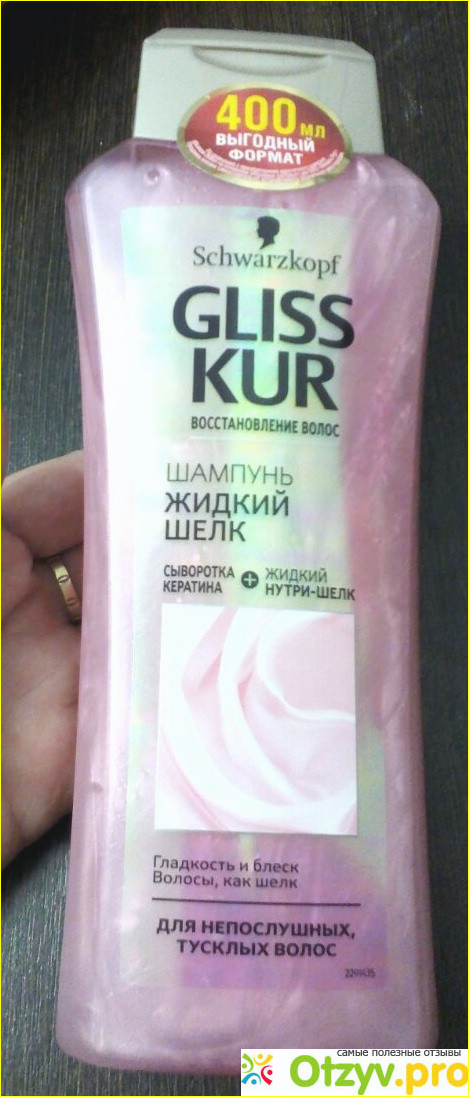 400 мл
ВЫГОДНЫЙ
ФОРМАТ
Schwarzkopf
GLISS
KUR
ВОССТАНОВЛЕНИЕ ВОЛОС
ШАМПУНЬ
ЖИДКИЙ
ШЕЛК
СЫВОРОТКА + ЖИДКИЙ
КЕРАТИНА НУТРИ-ШЕЛК
Гладкость и блеск
Волосы, как шелк
ДЛЯ НЕПОСЛУШНЫХ,
ТУСКЛЫХ ВОЛОС
самые полезные отзывы
Otzyv.pro